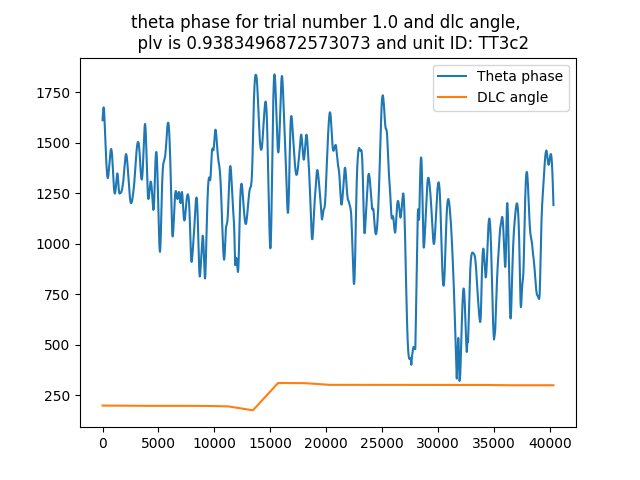 theta phase for trial number 1.0 and dlc angle,
plv is 0.9383496872573073 and unit ID: TT3c2
Theta phase
DLC angle
1750
1500
1250
1000
750
500
250
0 5000 10000 15000 20000 25000 30000 35000 40000